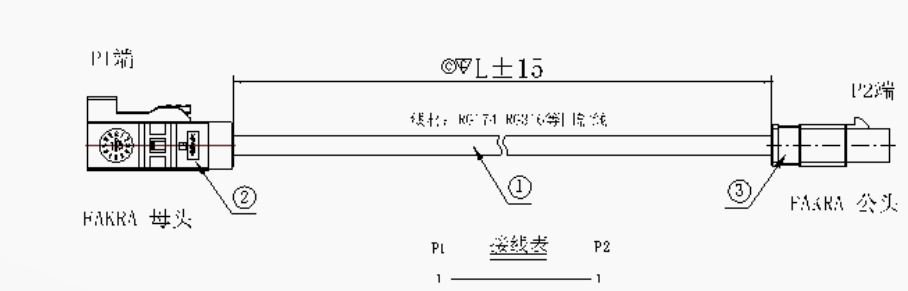 P1端
L±15
P2端
线材: RG174 RG316等同轴线
②
①
③
FAKRA 母头
FAKRA 公头
P1 接线表 P2
1 1